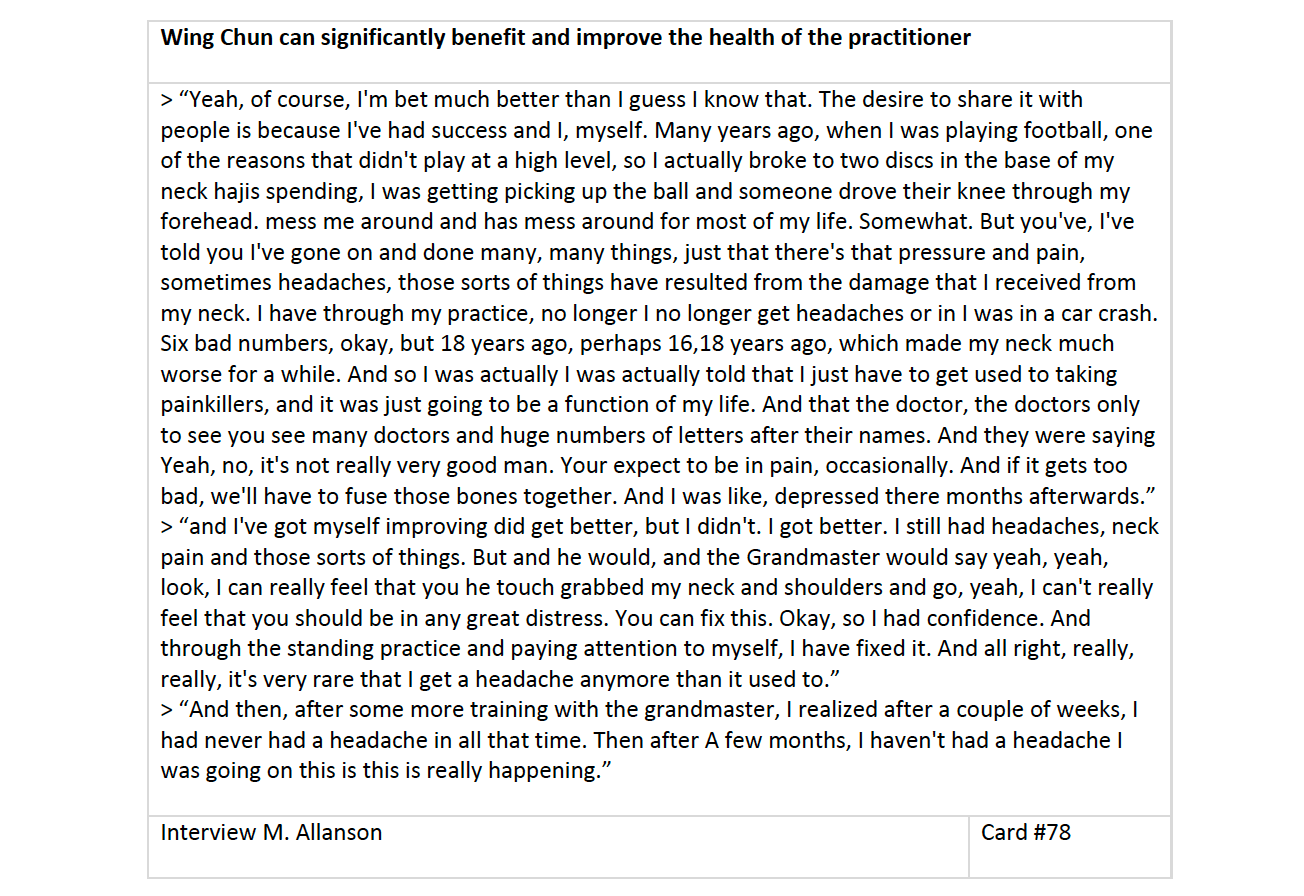 Wing Chun can significantly benefit and improve the health of the practitioner
> “Yeah, of course, I'm bet much better than I guess I know that. The desire to share it with
people is because I've had success and I, myself. Many years ago, when I was playing football, one
of the reasons that didn't play at a high level, so I actually broke to two discs in the base of my
neck hajis spending, I was getting picking up the ball and someone drove their knee through my
forehead. mess me around and has mess around for most of my life. Somewhat. But you've, I've
told you I've gone on and done many, many things, just that there's that pressure and pain,
sometimes headaches, those sorts of things have resulted from the damage that I received from
my neck. I have through my practice, no longer I no longer get headaches or in I was in a car crash.
Six bad numbers, okay, but 18 years ago, perhaps 16,18 years ago, which made my neck much
worse for a while. And so I was actually I was actually told that I just have to get used to taking
painkillers, and it was just going to be a function of my life. And that the doctor, the doctors only
to see you see many doctors and huge numbers of letters after their names. And they were saying
Yeah, no, it's not really very good man. Your expect to be in pain, occasionally. And if it gets too
bad, we'll have to fuse those bones together. And I was like, depressed there months afterwards.”
> “and I've got myself improving did get better, but I didn't. I got better. I still had headaches, neck
pain and those sorts of things. But and he would, and the Grandmaster would say yeah, yeah,
look, I can really feel that you he touch grabbed my neck and shoulders and go, yeah, I can't really
feel that you should be in any great distress. You can fix this. Okay, so I had confidence. And
through the standing practice and paying attention to myself, I have fixed it. And all right, really,
really, it's very rare that I get a headache anymore than it used to.”
> “And then, after some more training with the grandmaster, I realized after a couple of weeks, I
had never had a headache in all that time. Then after A few months, I haven't had a headache I
was going on this is this is really happening.”
Interview M. Allanson
Card #78